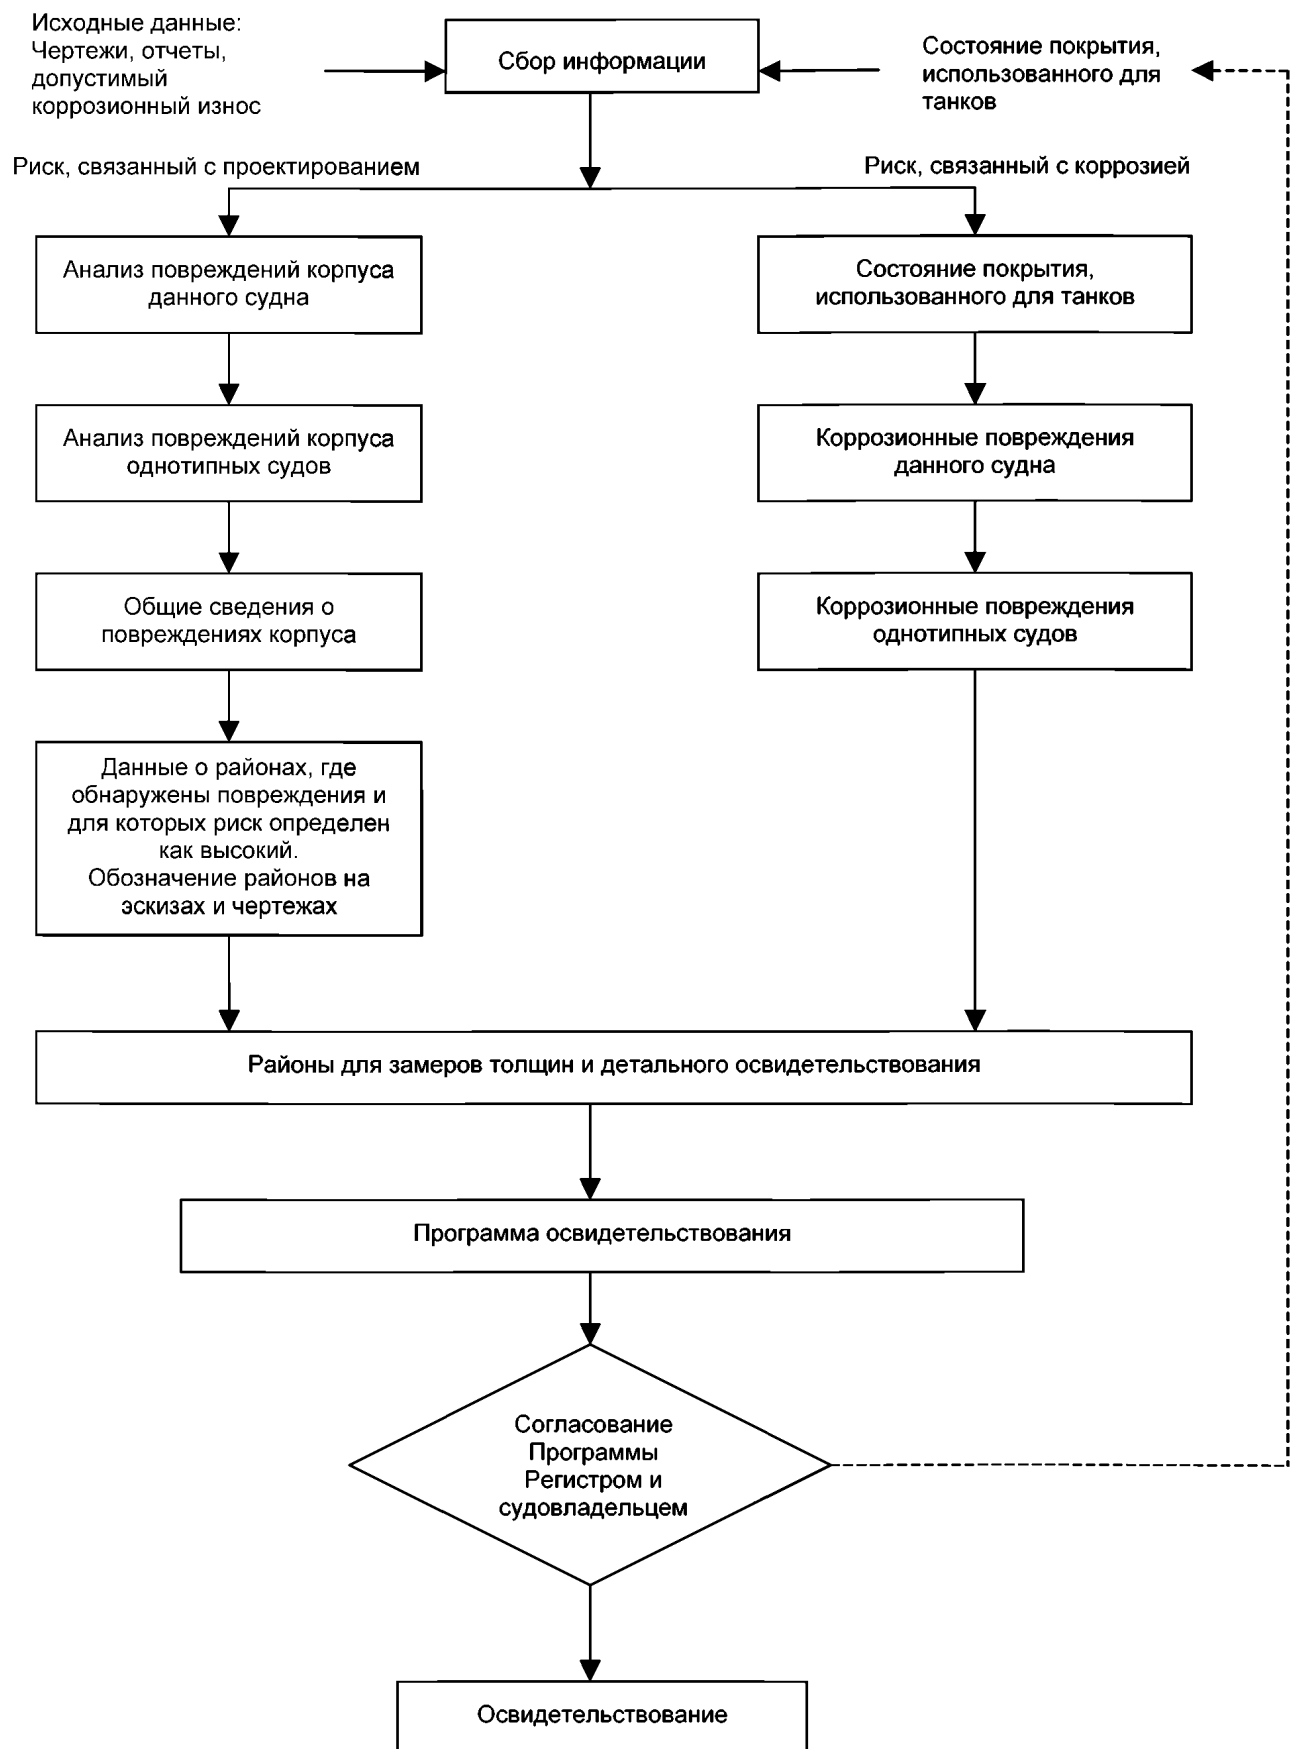 Исходные данные:
Чертежи, отчеты,
допустимый
коррозионный износ
Сбор информации
Состояние покрытия,
использованного для
танков
Риск, связанный с проектированием
Риск, связанный с коррозией
Анализ повреждений корпуса
данного судна
Состояние покрытия,
использованного для танков
Анализ повреждений корпуса
однотипных судов
Коррозионные повреждения
данного судна
Общие сведения о
повреждениях корпуса
Коррозионные повреждения
однотипных судов
Данные о районах, где
обнаружены повреждения и
для которых риск определен
как высокий.
Обозначение районов на
эскизах и чертежах
Районы для замеров толщин и детального освидетельствования
Программа освидетельствования
Согласование
Программы
Регистром и
судовладельцем
Освидетельствование